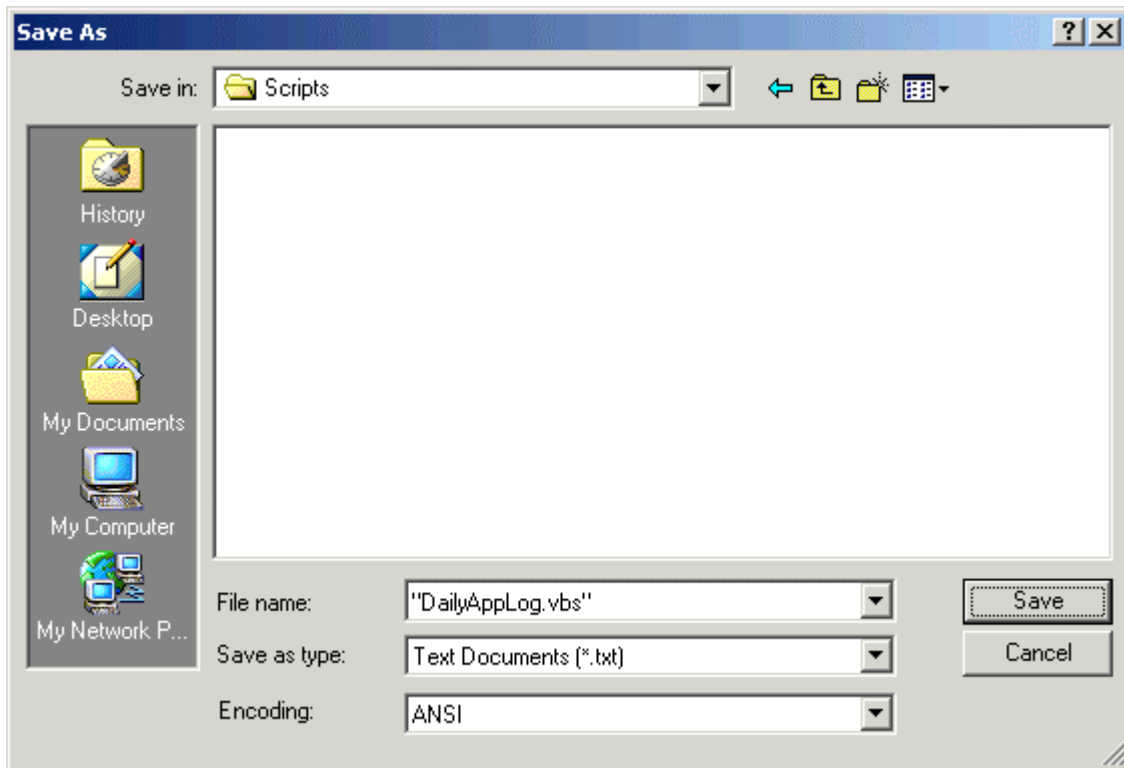 Save As
Save in: Scripts
History
Desktop
My Documents
My Computer
My Network P...
File name: "DailyAppLog.vbs" Save
Save as type: Text Documents (*.txt) Cancel
Encoding: ANSI